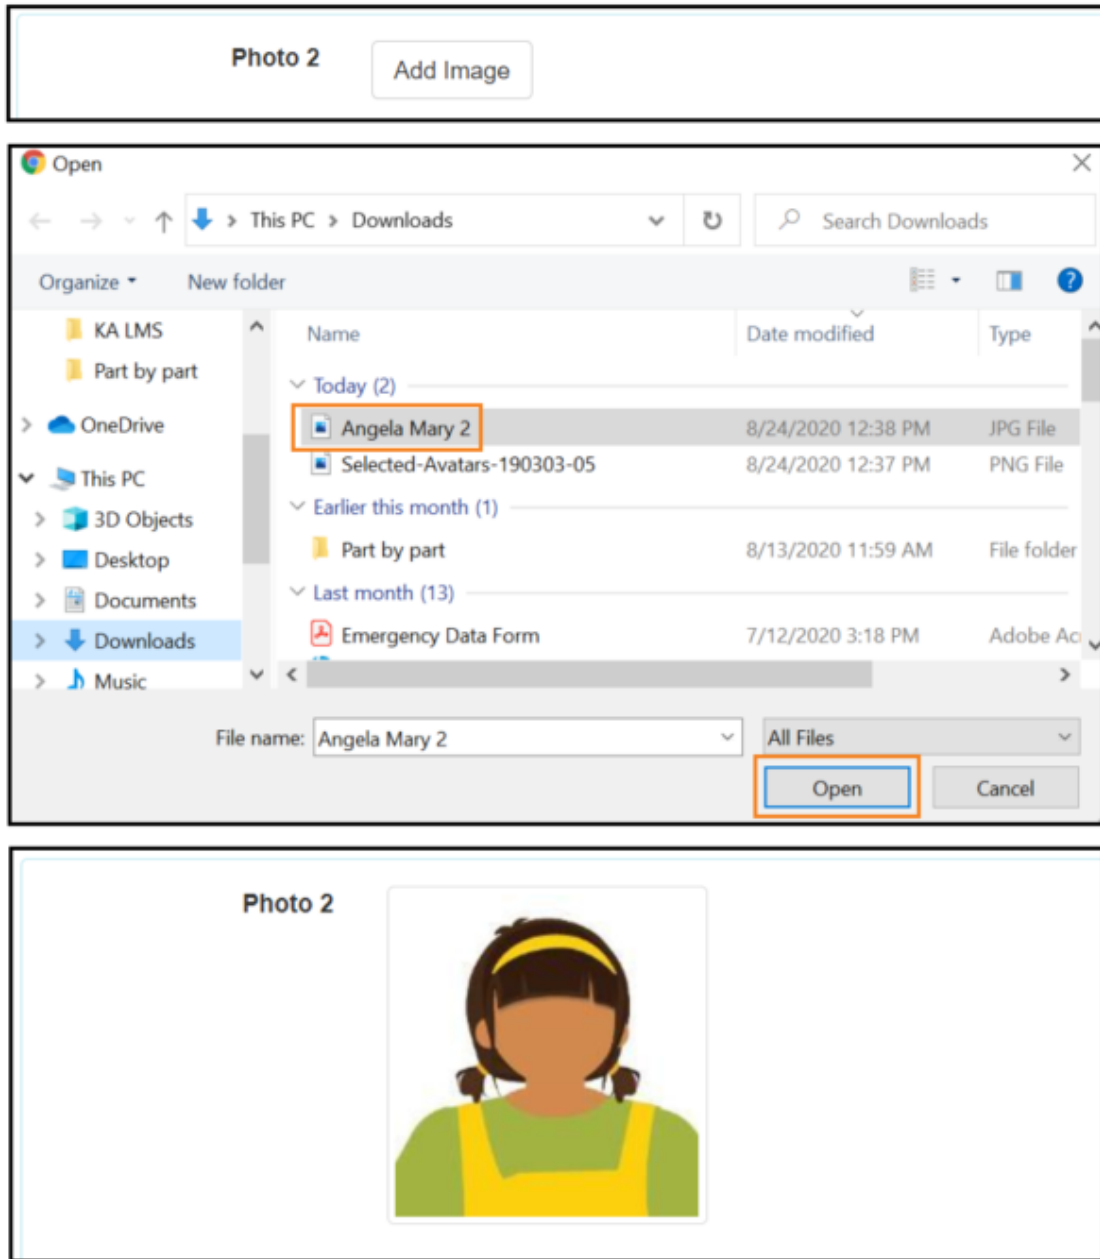 Photo 2 Add Image
Open
This PC > Downloads Search Downloads
Organize New folder
KA LMS
Part by part
OneDrive
This PC
3D Objects
Desktop
Documents
Downloads
Music
Name Date modified Type
Today (2)
Angela Mary 2 8/24/2020 12:38 PM JPG File
Selected-Avatars-190303-05 8/24/2020 12:37 PM PNG File
Earlier this month (1)
Part by part 8/13/2020 11:59 AM File folder
Last month (13)
Emergency Data Form 7/12/2020 3:18 PM Adobe Ac
File name: Angela Mary 2 All Files
Open Cancel
Photo 2